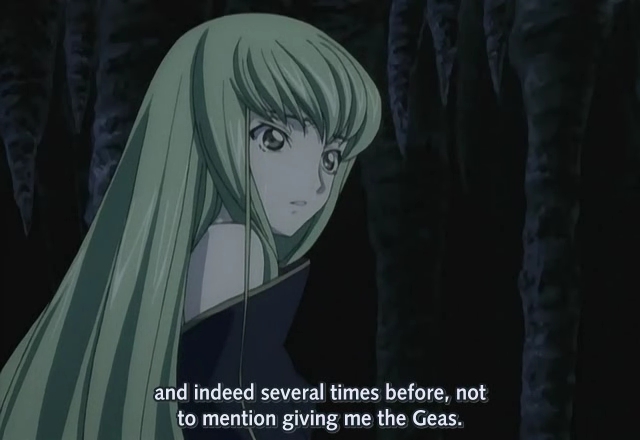 and indeed several times before, not
to mention giving me the Geas.